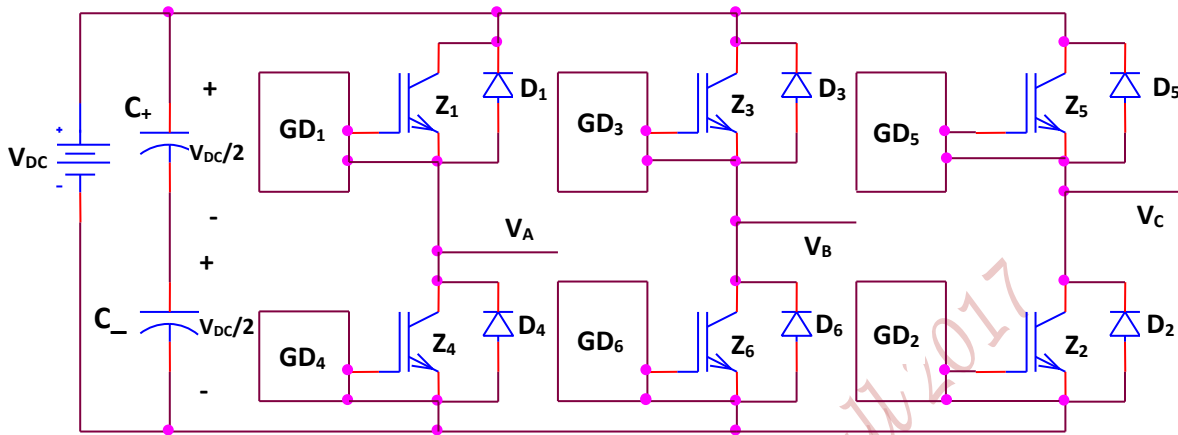 +
C+
VDC/2
-
+
VDC
-
+
C_
VDC/2
-
GD1
Z1
D1
GD3
Z3
D3
GD5
Z5
D5
VA
VB
VC
GD4
Z4
D4
GD6
Z6
D6
GD2
Z2
D2
2017